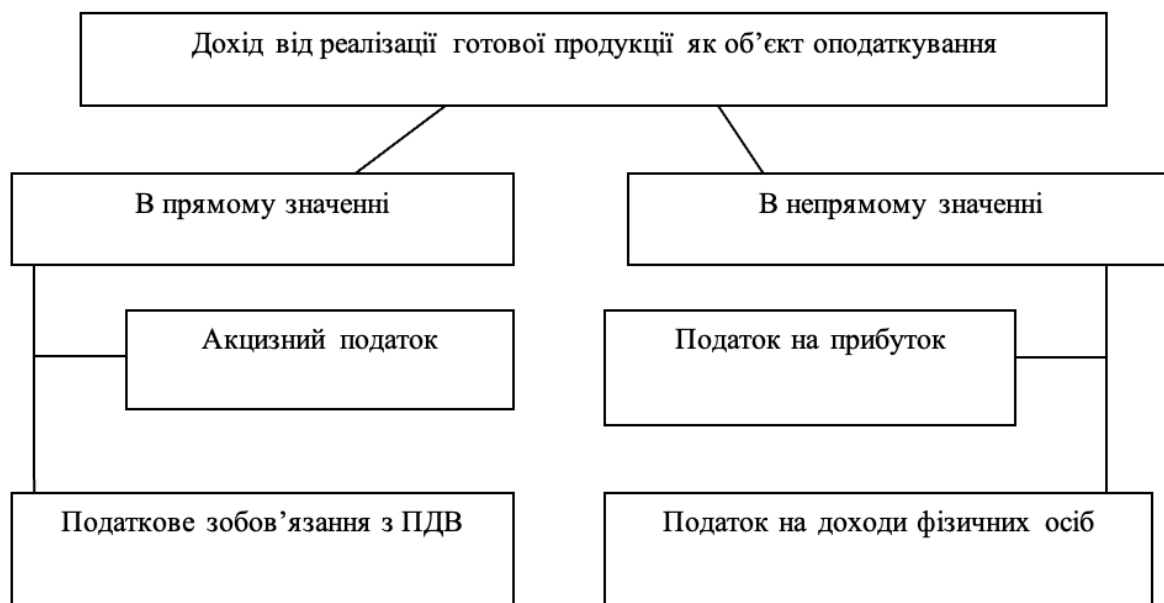 Дохід від реалізації готової продукції як об’єкт оподаткування
В прямому значенні
В непрямому значенні
Акцизний податок
Податок на прибуток
Податкове зобов’язання з ПДВ
Податок на доходи фізичних осіб